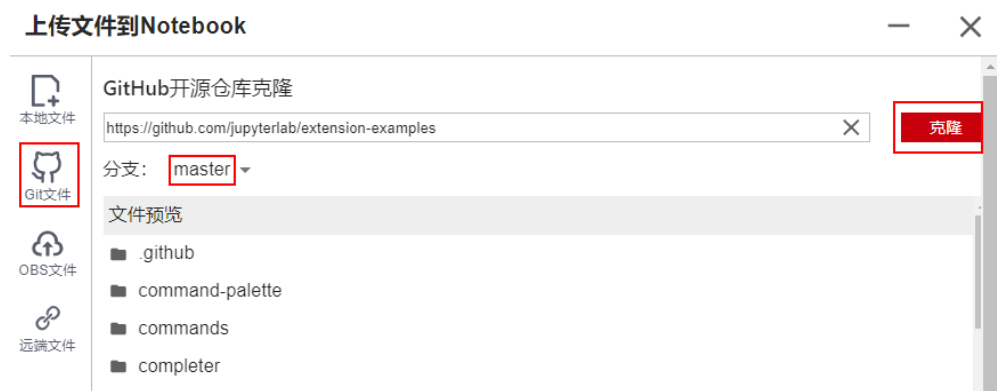 上传文件到Notebook
本地文件
Git文件
OBS文件
远端文件
GitHub开源仓库克隆
https://github.com/jupyterlab/extension-examples
克隆
分支： master
文件预览
.github
command-palette
commands
completer